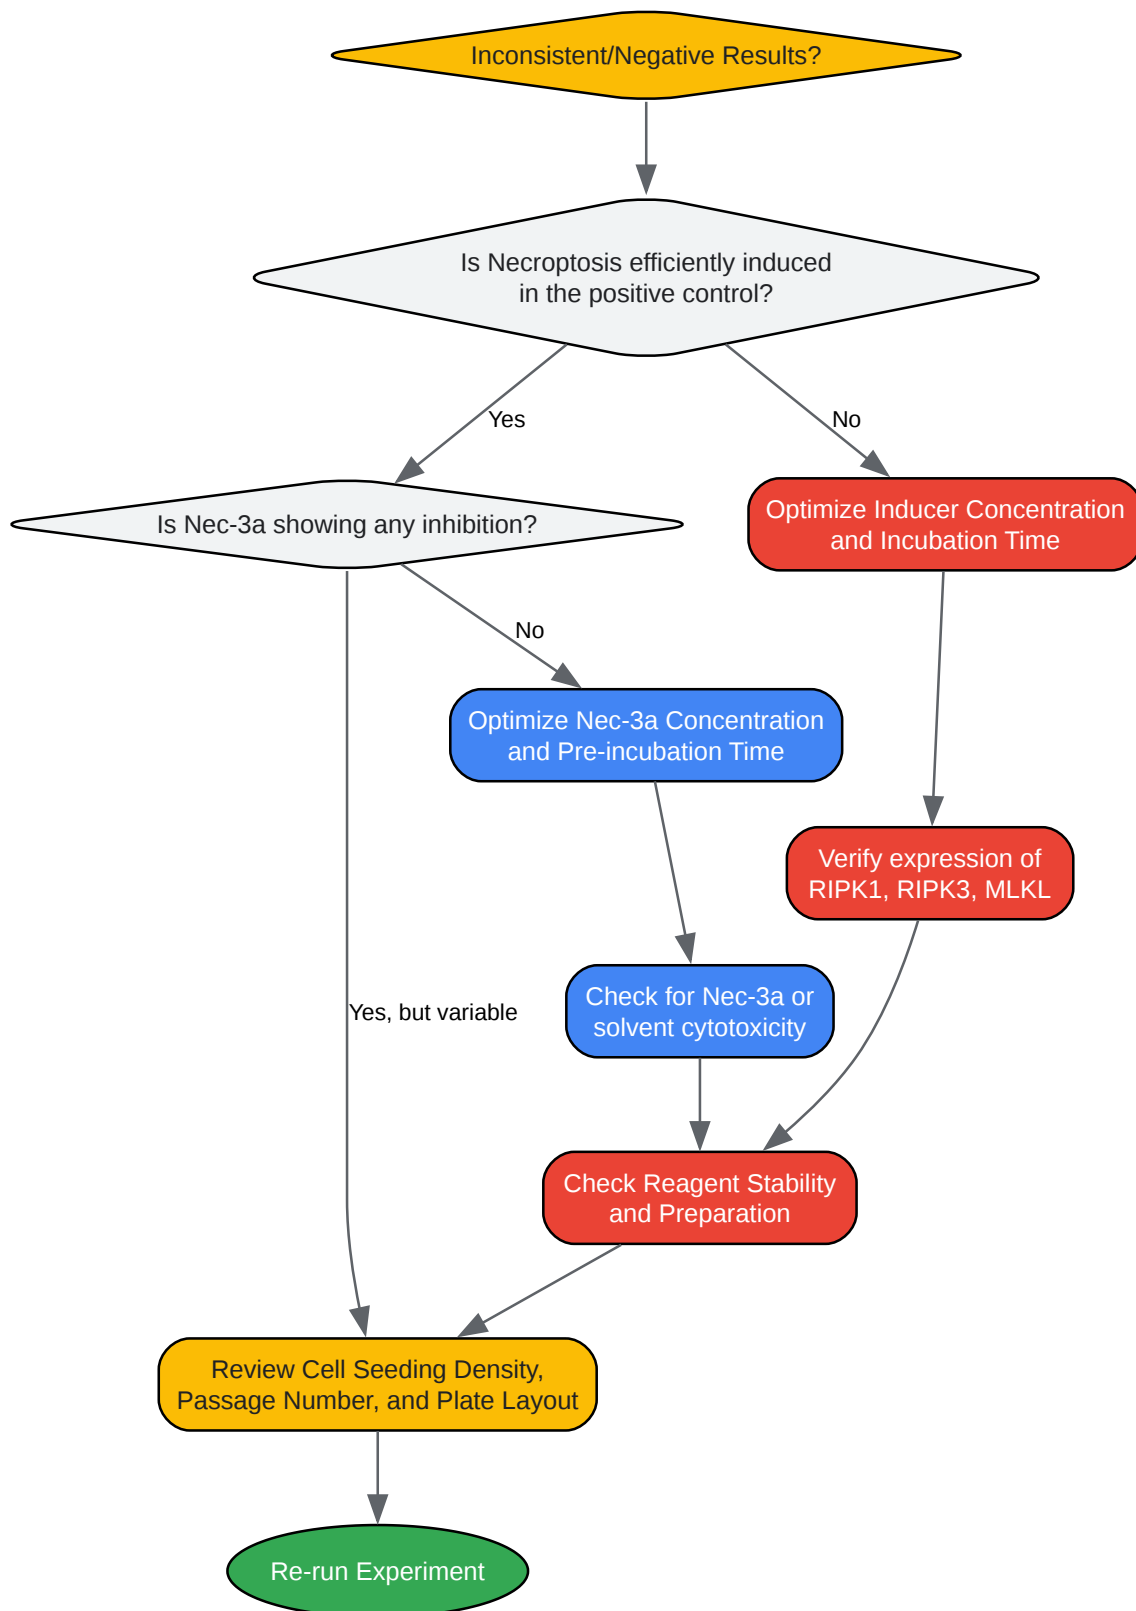 Inconsistent/Negative Results?
Is Necroptosis efficiently induced
in the positive control?
Yes
No
Is Nec-3a showing any inhibition?
Optimize Inducer Concentration
and Incubation Time
No
Optimize Nec-3a Concentration
and Pre-incubation Time
Verify expression of
RIPK1, RIPK3, MLKL
Yes, but variable
Check for Nec-3a or
solvent cytotoxicity
Check Reagent Stability
and Preparation
Review Cell Seeding Density,
Passage Number, and Plate Layout
Re-run Experiment